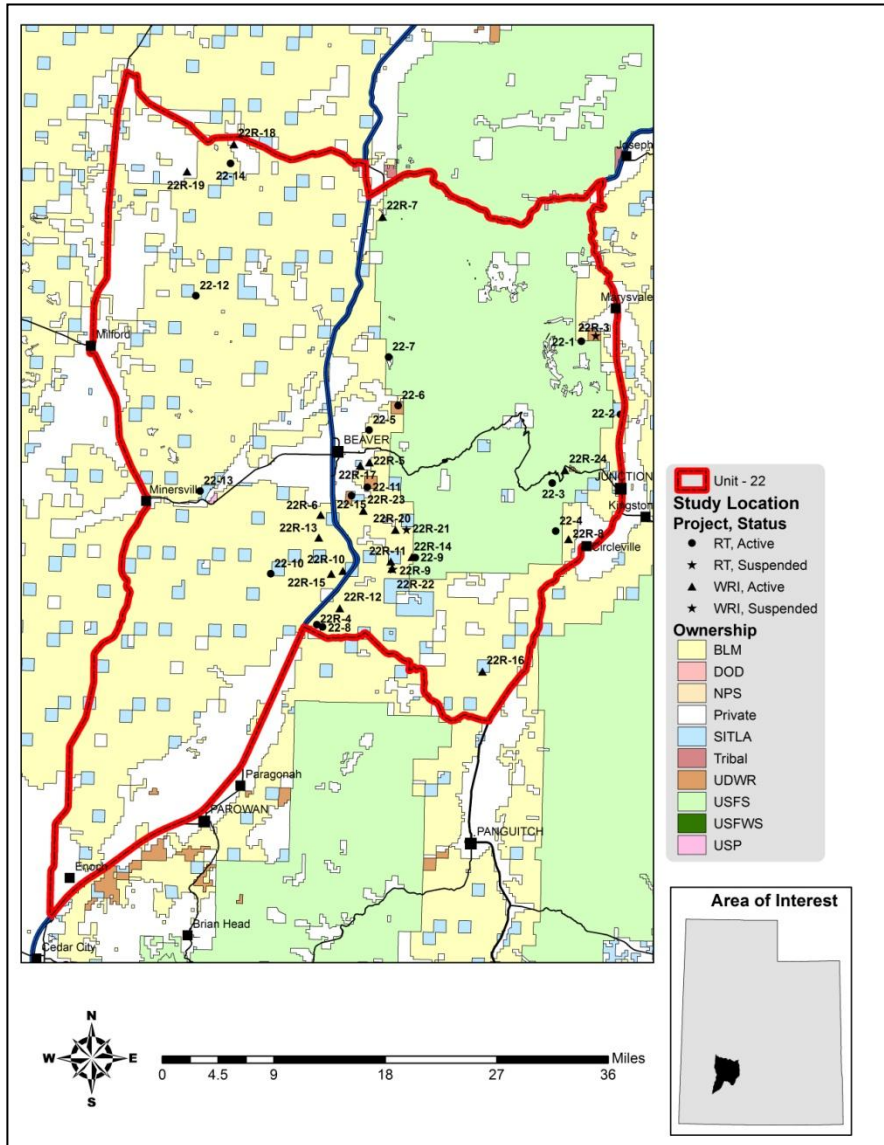 22R-18
22-14
22R-19
Joseph
22R-7
22-12
Marysvale
22R-3
22-1
Milford
22-7
22-6
22-2
22-5
BEAVER
22R-5
22R-24
22R-17
22-11
22-13
JUNCTION
22-3
Minersville
22R-23
22-15
Kingston
22R-6
22R-20
22R-21
22-4
22R-13
22R-8
Circleville
22R-14
22R-11
22-9
22-10
22R-10
22R-9
22R-15
22R-22
22R-12
22R-4
22-8
22R-16
Paragonah
PAROWAN
PANGUITCH
Enoch
Brian Head
Cedar City
Unit - 22
Study Location
Project, Status
RT, Active
RT, Suspended
WRI, Active
WRI, Suspended
Ownership
BLM
DOD
NPS
Private
SITLA
Tribal
UDWR
USFS
USFWS
USP
Area of Interest
N
W
E
S
Miles
0 4.5 9 18 27 36